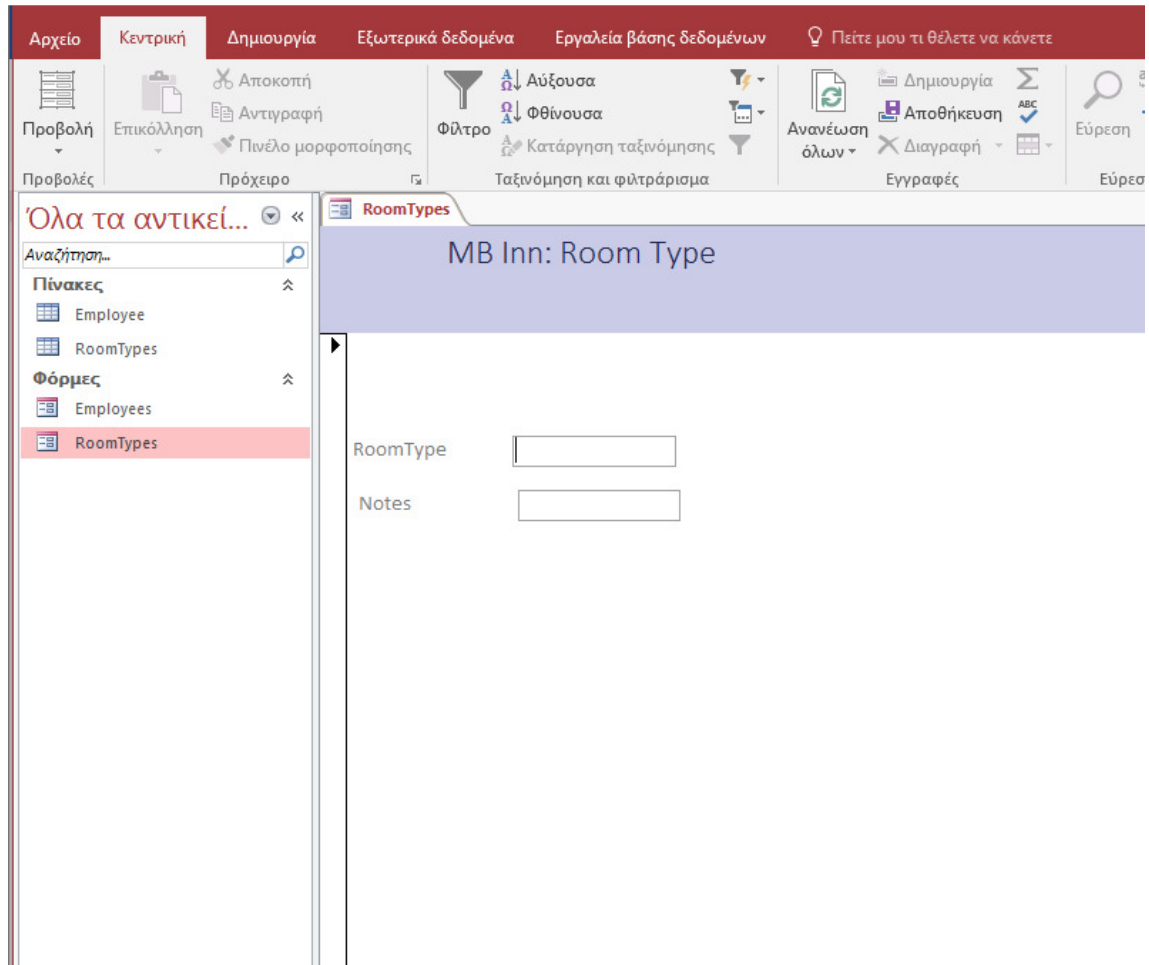 Αρχείο Κεντρική Δημιουργία Εξωτερικά δεδομένα Εργαλεία βάσης δεδομένων Πείτε μου τι θέλετε να κάνετε
Προβολή
Επικόλληση
Αποκοπή
Αντιγραφή
Πινέλο μορφοποίησης
Φίλτρο
Αύξουσα
Φθίνουσα
Κατάργηση ταξινόμησης
Ανανέωση
όλων
Δημιουργία
Αποθήκευση
Διαγραφή
ABC
Εύρεση
Προβολές Πρόχειρο Ταξινόμηση και φιλτράρισμα Εγγραφές Εύρεσ
Όλα τα αντικεί...
Αναζήτηση...
Πίνακες
Employee
RoomTypes
Φόρμες
Employees
RoomTypes
RoomTypes
MB Inn: Room Type
RoomType
Notes